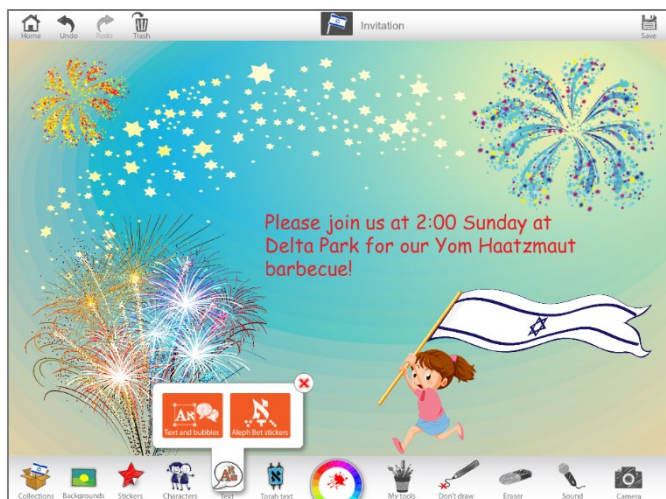 Home
Undo
Redo
Trash
Invitation
Save
Please join us at 2:00 Sunday at
Delta Park for our Yom Haatzmaut
barbecue!
Aא
א
Text and bubbles
Aleph Bet stickers
Collections
Backgrounds
Stickers
Characters
Text
Torah text
My tools
Don't draw
Eraser
Sound
Camera